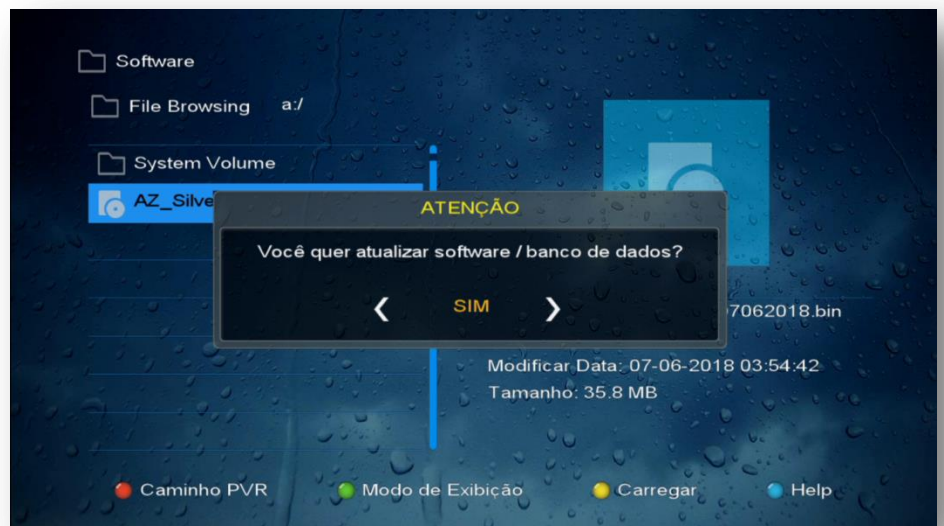 Software
File Browsing a:/
System Volume
AZ_Silve
ATENÇÃO
Você quer atualizar software / banco de dados?
SIM
7062018.bin
Modificar Data: 07-06-2018 03:54:42
Tamanho: 35.8 MB
Caminho PVR Modo de Exibição Carregar Help